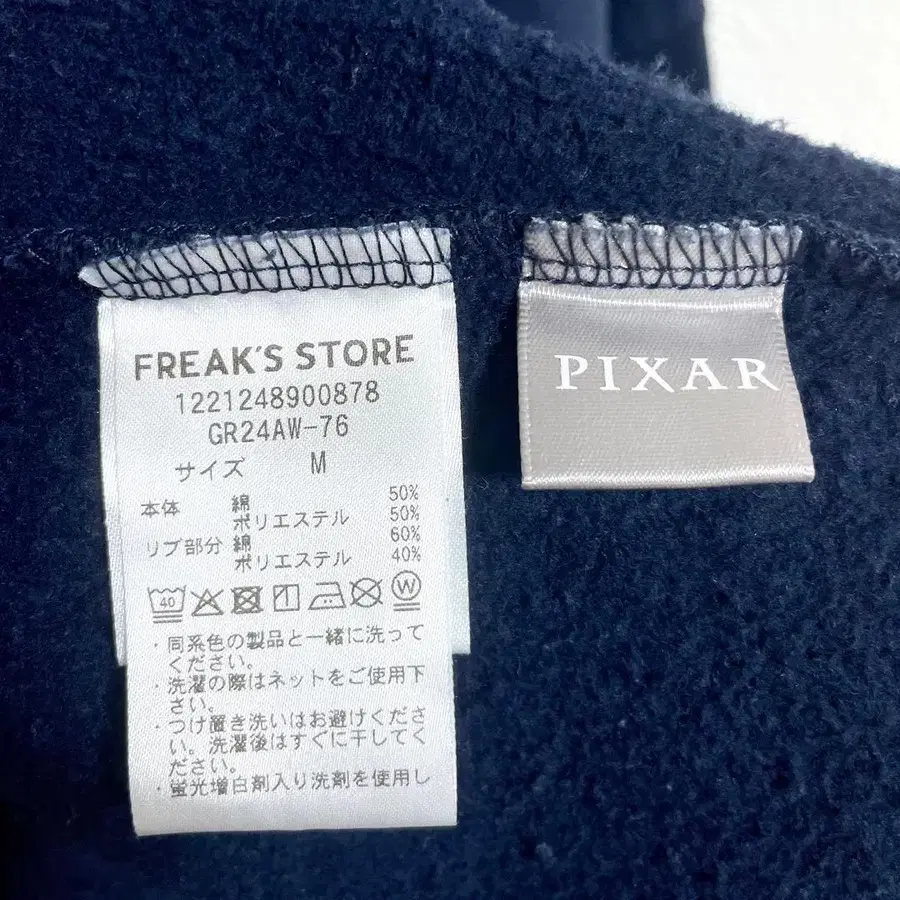 FREAK'S STORE
1221248900878
GR24AW-76
サイズ M
本体 綿 50%
ポリエステル 50%
リブ部分 綿 60%
ポリエステル 40%
40 W
・同系色の製品と一緒に洗って
ください。
・洗濯の際はネットをご使用下
さい。
・つけ置き洗いはお避けくださ
い。洗濯後はすぐに干してく
ださい。
・蛍光増白剤入り洗剤を使用し
PIXAR